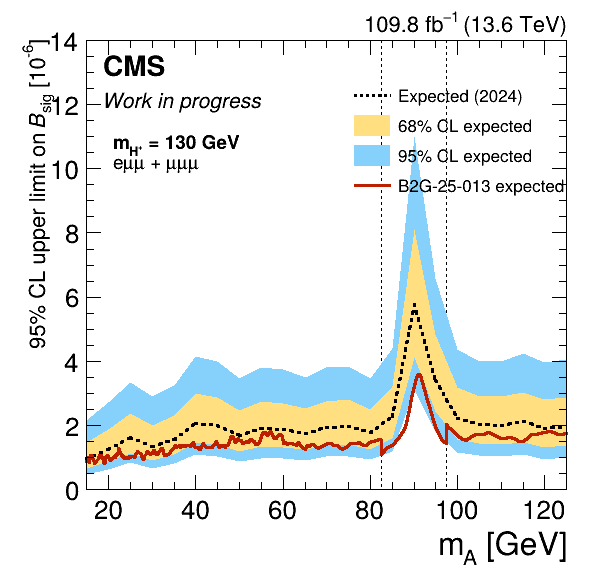 109.8 fb⁻¹ (13.6 TeV)
95% CL upper limit on B_sig [10⁻⁶]
CMS
Work in progress
m_H⁺ = 130 GeV
eμμ + μμμ
Expected (2024)
68% CL expected
95% CL expected
B2G-25-013 expected
14
12
10
8
6
4
2
0
20 40 60 80 100 120
m_A [GeV]